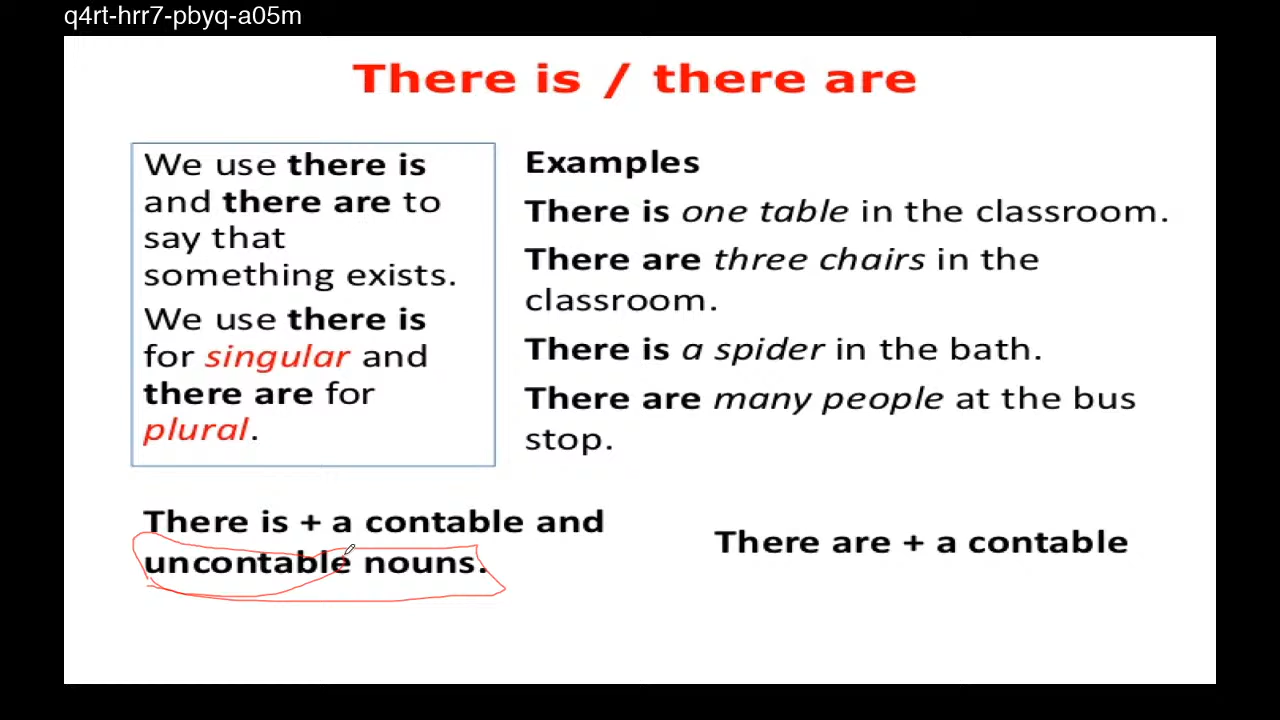 q4rt-hrr7-pbyq-a05m
There is / there are
We use there is
and there are to
say that
something exists.
We use there is
for singular and
there are for
plural.
Examples
There is one table in the classroom.
There are three chairs in the
classroom.
There is a spider in the bath.
There are many people at the bus
stop.
There is + a contable and
uncontable nouns.
There are + a contable